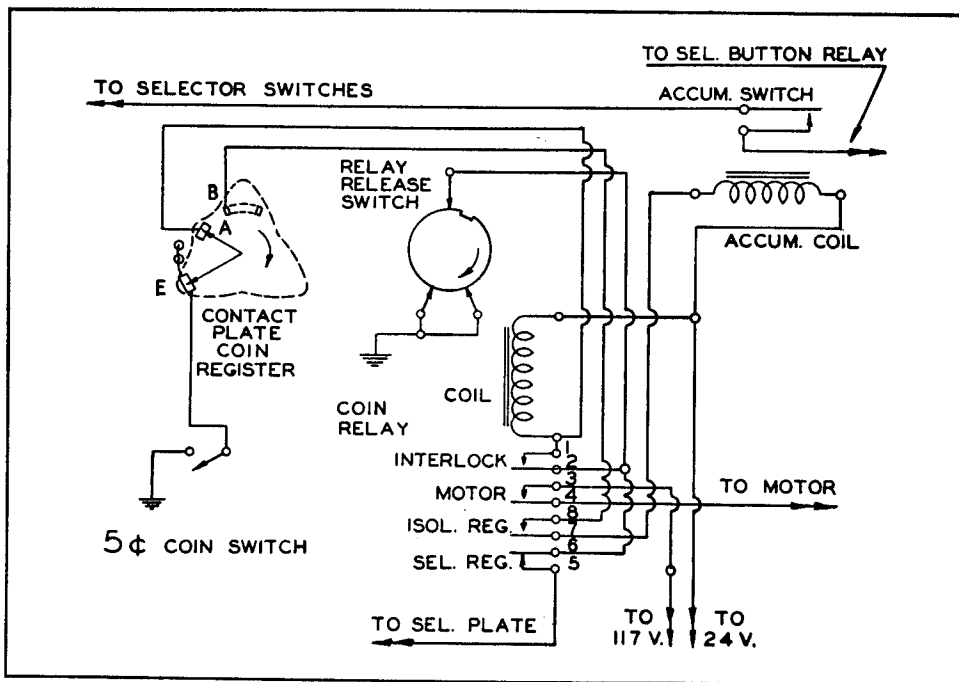 TO SEL. BUTTON RELAY
TO SELECTOR SWITCHES
ACCUM. SWITCH
B
RELAY
RELEASE
SWITCH
A
ACCUM. COIL
E
CONTACT
PLATE
COIN
REGISTER
COIL
COIN
RELAY
1
INTERLOCK 2
3
MOTOR 4
TO MOTOR
8
ISOL. REG. 7
6
SEL. REG. 5
5¢ COIN SWITCH
TO SEL. PLATE
TO
117 V.
TO
24 V.